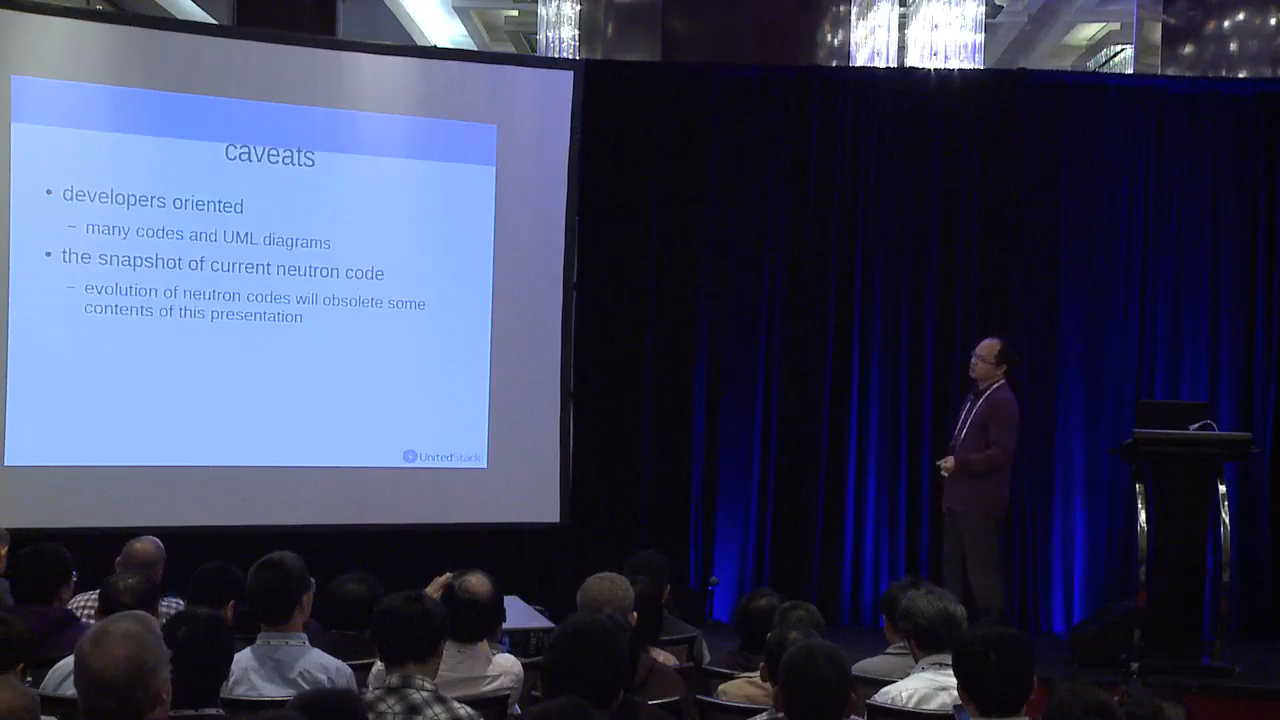 caveats
• developers oriented
– many codes and UML diagrams
• the snapshot of current neutron code
– evolution of neutron codes will obsolete some
contents of this presentation
UnitedStack